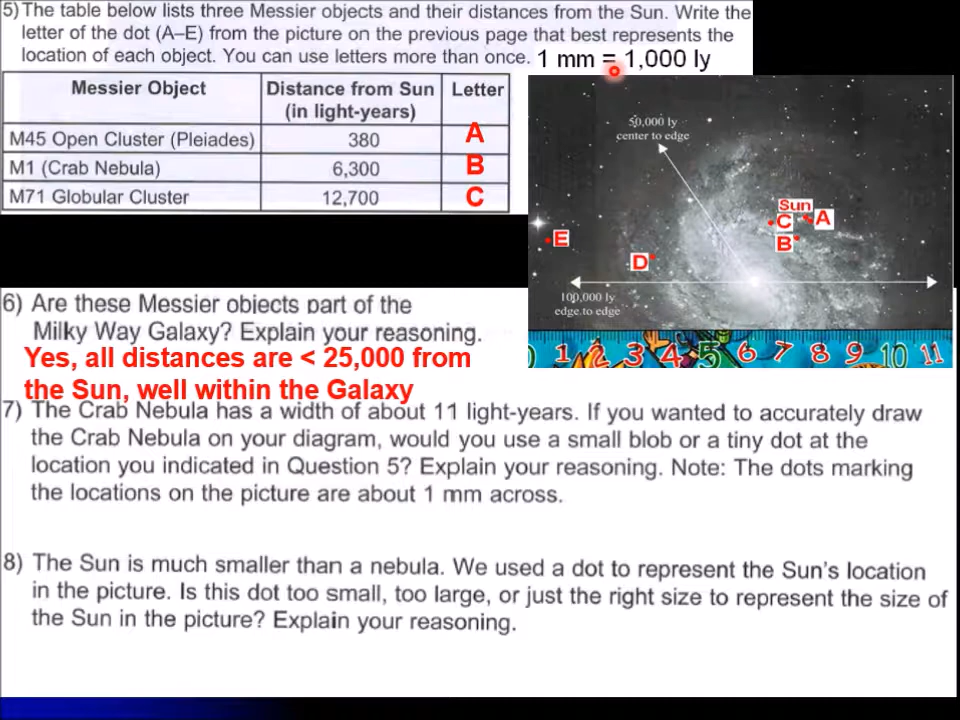 5) The table below lists three Messier objects and their distances from the Sun. Write the
letter of the dot (A–E) from the picture on the previous page that best represents the
location of each object. You can use letters more than once. 1 mm = 1,000 ly
Messier Object Distance from Sun (in light-years) Letter
M45 Open Cluster (Pleiades) 380 A
M1 (Crab Nebula) 6,300 B
M71 Globular Cluster 12,700 C
50,000 ly
center to edge
Sun
C A
B
E
D
100,000 ly
edge to edge
0 1 2 3 4 5 6 7 8 9 10 11
6) Are these Messier objects part of the
Milky Way Galaxy? Explain your reasoning.
Yes, all distances are < 25,000 from
the Sun, well within the Galaxy
7) The Crab Nebula has a width of about 11 light-years. If you wanted to accurately draw
the Crab Nebula on your diagram, would you use a small blob or a tiny dot at the
location you indicated in Question 5? Explain your reasoning. Note: The dots marking
the locations on the picture are about 1 mm across.
8) The Sun is much smaller than a nebula. We used a dot to represent the Sun's location
in the picture. Is this dot too small, too large, or just the right size to represent the size of
the Sun in the picture? Explain your reasoning.